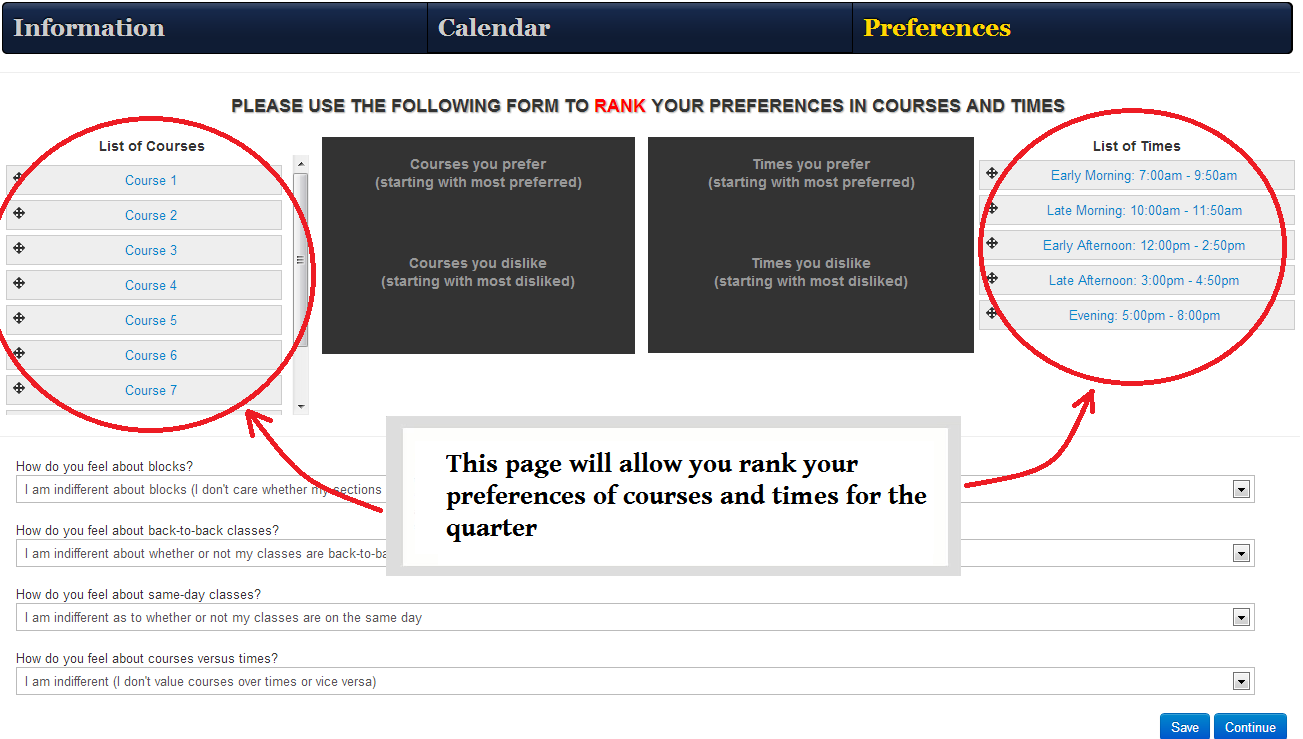 Information
Calendar
Preferences
PLEASE USE THE FOLLOWING FORM TO RANK YOUR PREFERENCES IN COURSES AND TIMES
List of Courses
Course 1
Course 2
Course 3
Course 4
Course 5
Course 6
Course 7
Courses you prefer
(starting with most preferred)
Courses you dislike
(starting with most disliked)
Times you prefer
(starting with most preferred)
Times you dislike
(starting with most disliked)
List of Times
Early Morning: 7:00am - 9:50am
Late Morning: 10:00am - 11:50am
Early Afternoon: 12:00pm - 2:50pm
Late Afternoon: 3:00pm - 4:50pm
Evening: 5:00pm - 8:00pm
This page will allow you rank your
preferences of courses and times for the
quarter
How do you feel about blocks?
I am indifferent about blocks (I don't care whether my sections
How do you feel about back-to-back classes?
I am indifferent about whether or not my classes are back-to-ba
How do you feel about same-day classes?
I am indifferent as to whether or not my classes are on the same day
How do you feel about courses versus times?
I am indifferent (I don't value courses over times or vice versa)
Save
Continue